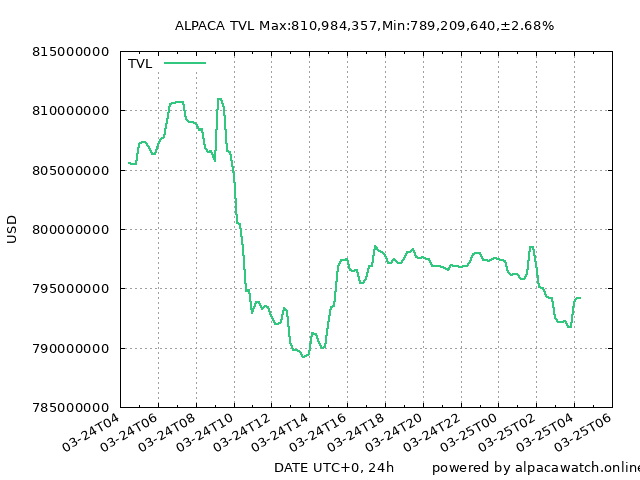 ALPACA TVL Max:810,984,357,Min:789,209,640,±2.68%
815000000
TVL
810000000
805000000
800000000
USD
795000000
790000000
785000000
03-24T04
03-24T06
03-24T08
03-24T10
03-24T12
03-24T14
03-24T16
03-24T18
03-24T20
03-24T22
03-25T00
03-25T02
03-25T04
03-25T06
DATE UTC+0, 24h
powered by alpacawatch.online